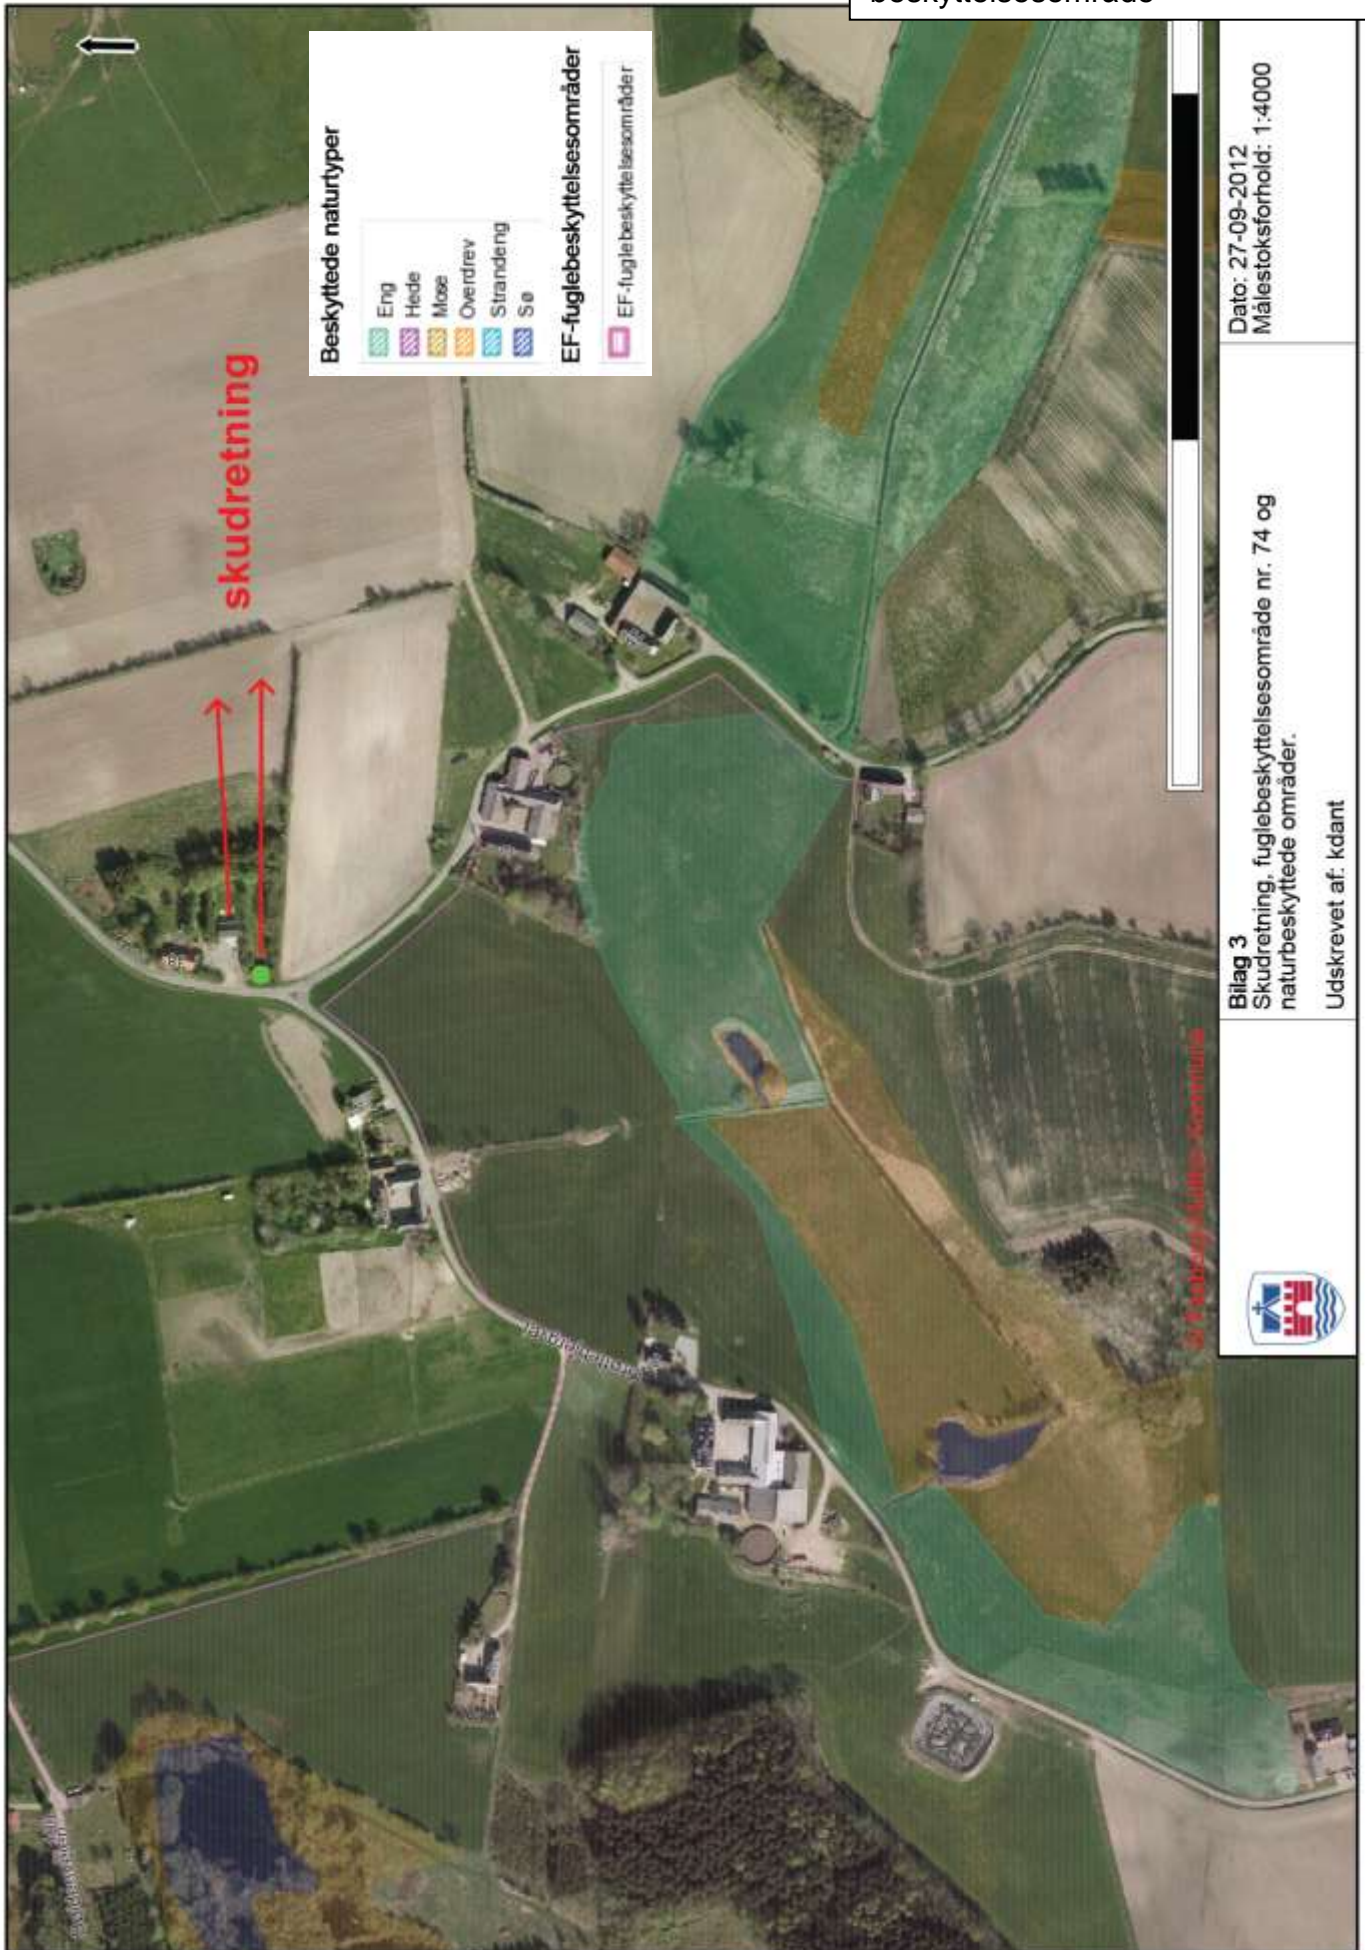 beskyttelsesområde
skudretning
Beskyttede naturtyper
Eng
Hede
Mose
Overdrev
Strandeng
Sø
EF-fuglebeskyttelsesområder
EF-fuglebeskyttelsesområder
Bilag 3
Skudretning, fuglebeskyttelsesområde nr. 74 og
naturbeskyttede områder.
Udskrevet af: kdant
Dato: 27-09-2012
Målestoksforhold: 1:4000